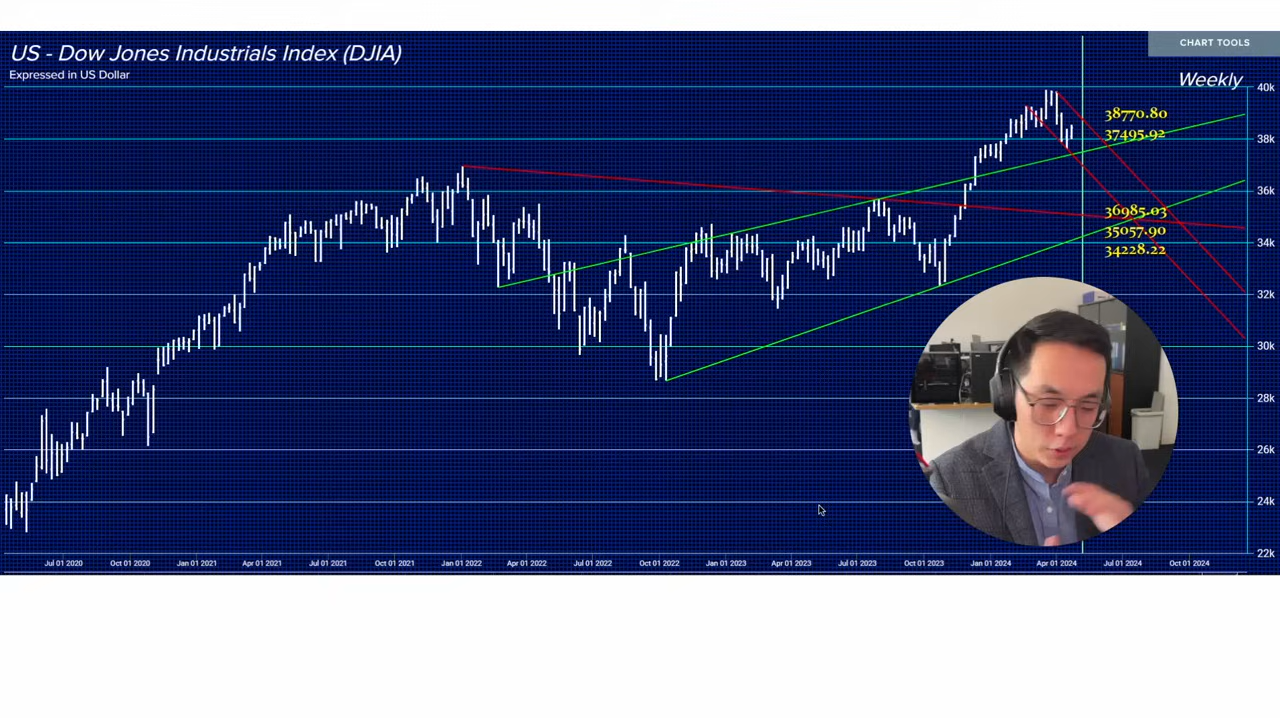 US - Dow Jones Industrials Index (DJIA)
CHART TOOLS
Expressed in US Dollar
Weekly
40k
38770.80
37495.92
38k
36k
36985.03
35057.90
34k
34228.22
32k
30k
28k
26k
24k
22k
Jul 01 2020 Oct 01 2020 Jan 01 2021 Apr 01 2021 Jul 01 2021 Oct 01 2021 Jan 01 2022 Apr 01 2022 Jul 01 2022 Oct 01 2022 Jan 01 2023 Apr 01 2023 Jul 01 2023 Oct 01 2023 Jan 01 2024 Apr 01 2024 Jul 01 2024 Oct 01 2024